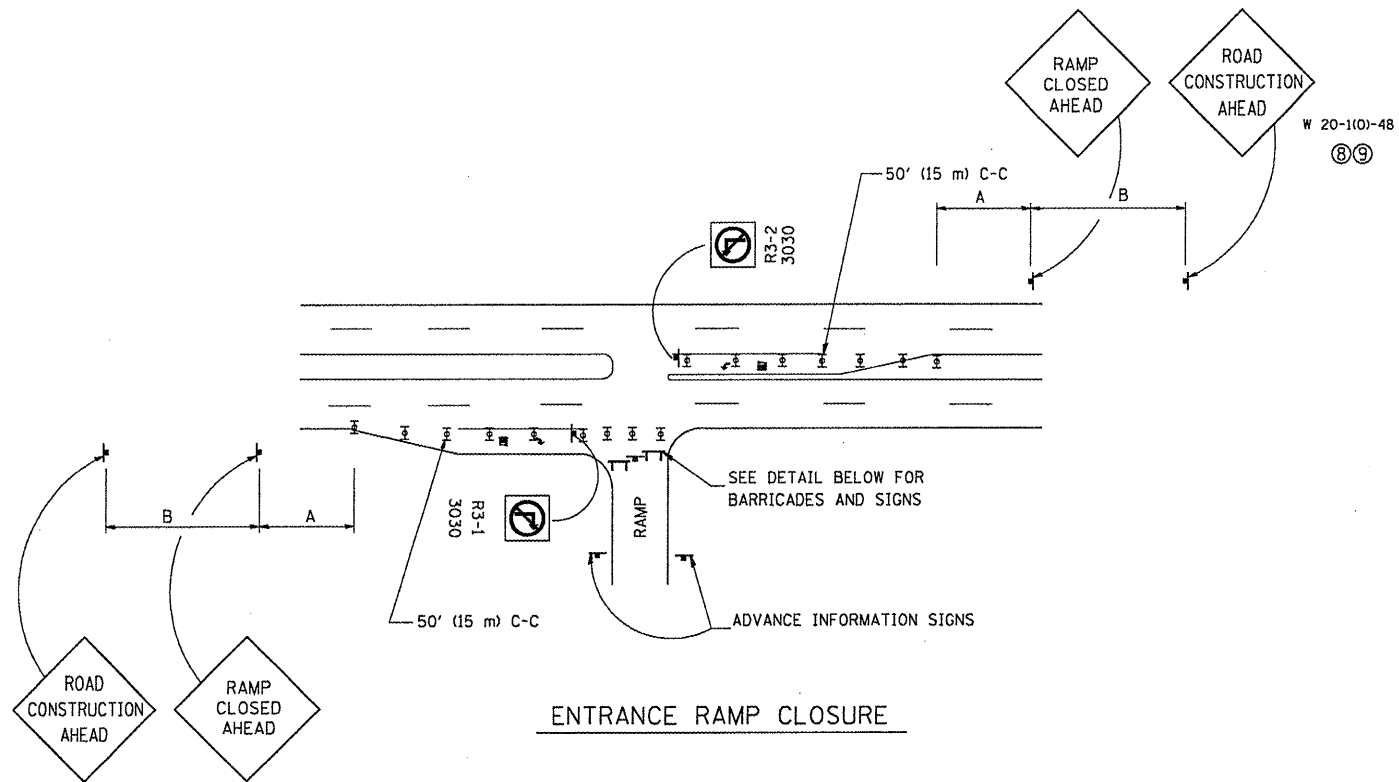 RAMP
CLOSED
AHEAD
ROAD
CONSTRUCTION
AHEAD
W 20-1(O)-48
⑧⑨
50' (15 m) C-C
A
B
R3-2
3030
SEE DETAIL BELOW FOR
BARRICADES AND SIGNS
B
A
R3-1
3030
RAMP
50' (15 m) C-C
ADVANCE INFORMATION SIGNS
ROAD
CONSTRUCTION
AHEAD
RAMP
CLOSED
AHEAD
ENTRANCE RAMP CLOSURE